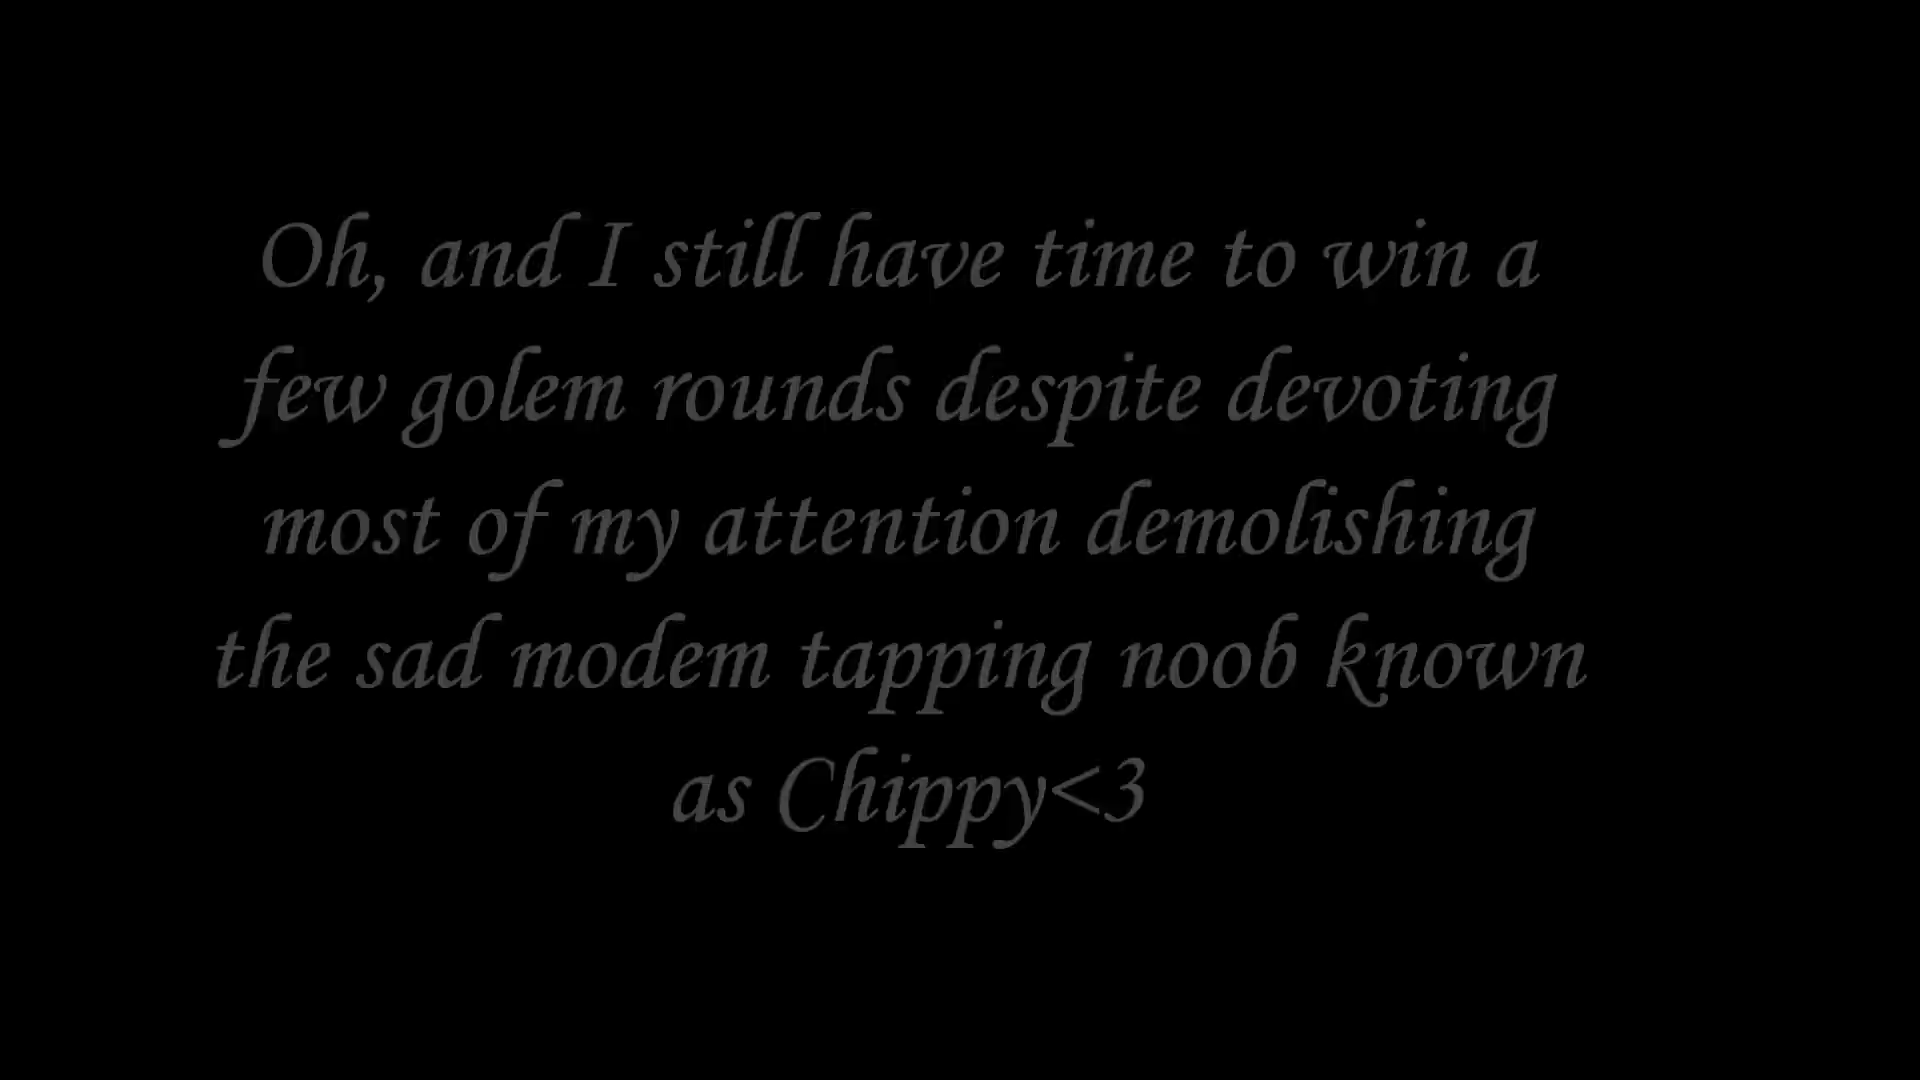 Oh, and I still have time to win a
few golem rounds despite devoting
most of my attention demolishing
the sad modem tapping noob known
as Chippy<3